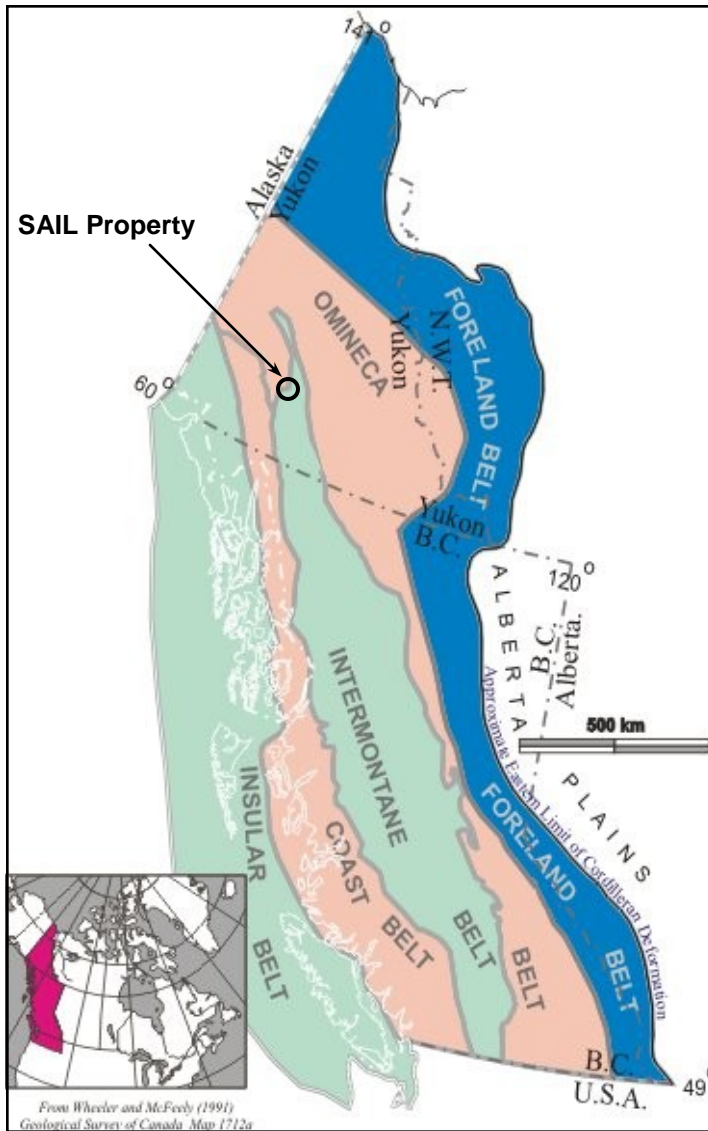 141°
Alaska
Yukon
SAIL Property
OMINECA
N.W.T.
Yukon
FORELAND BELT
60°
Yukon
B.C.
120°
ALBERTA PLAINS
B.C.
Alberta.
Approximate Eastern Limit of Cordilleran Deformation
500 km
INTERMONTANE
BELT
INSULAR
BELT
COAST
BELT
BELT
FORELAND
BELT
B.C.
U.S.A.
49°
From Wheeler and McFeely (1991)
Geological Survey of Canada Map 1712a